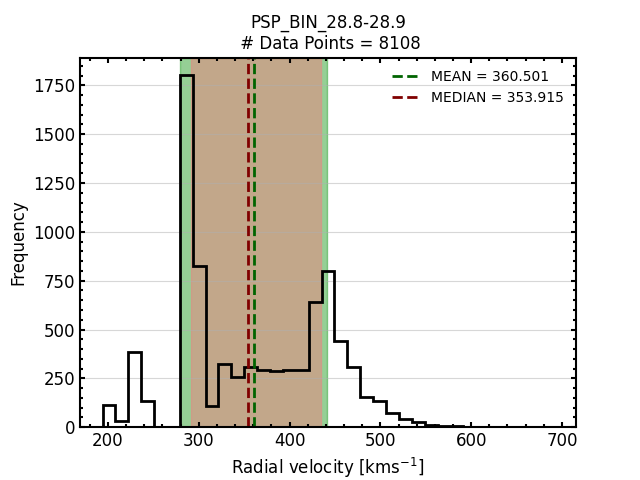 PSP_BIN_28.8-28.9
# Data Points = 8108
MEAN = 360.501
MEDIAN = 353.915
Frequency
1750
1500
1250
1000
750
500
250
0
200 300 400 500 600 700
Radial velocity [kms⁻¹]